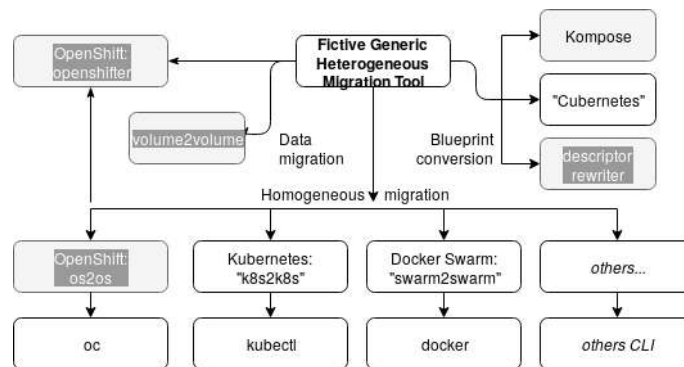 OpenShift:
openshifter
Fictive Generic
Heterogeneous
Migration Tool
Kompose
"Cubernetes"
volume2volume
Data
migration
Blueprint
conversion
descriptor
rewriter
Homogeneous migration
OpenShift:
os2os
Kubernetes:
"k8s2k8s"
Docker Swarm:
"swarm2swarm"
others...
oc
kubectl
docker
others CLI